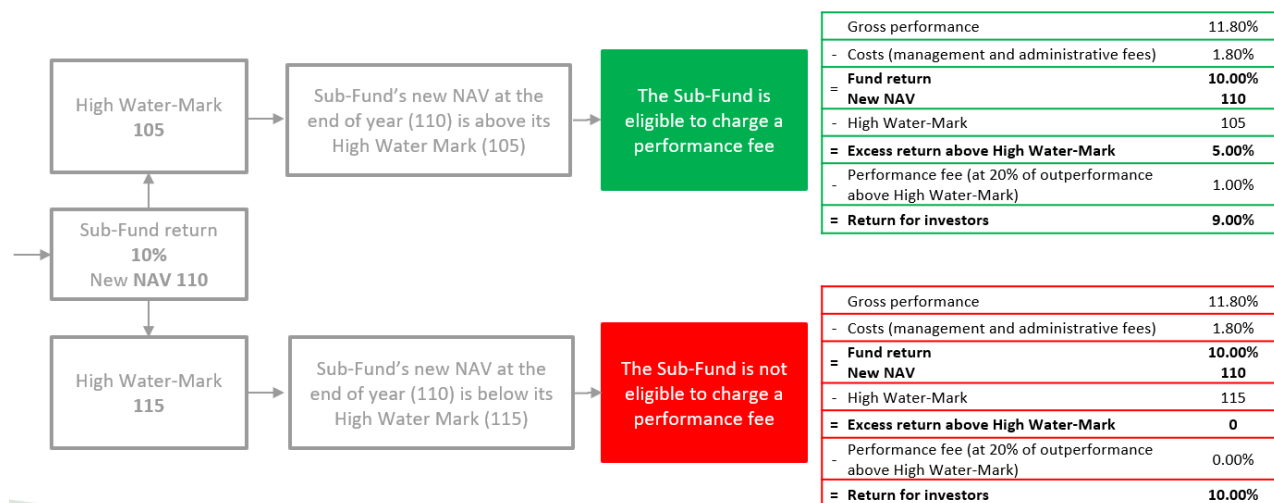 High Water-Mark
105
Sub-Fund's new NAV at the
end of year (110) is above its
High Water Mark (105)
The Sub-Fund is
eligible to charge a
performance fee
Gross performance 11.80%
- Costs (management and administrative fees) 1.80%
= Fund return 10.00%
New NAV 110
- High Water-Mark 105
= Excess return above High Water-Mark 5.00%
- Performance fee (at 20% of outperformance
above High Water-Mark) 1.00%
= Return for investors 9.00%
Sub-Fund return
10%
New NAV 110
High Water-Mark
115
Sub-Fund's new NAV at the
end of year (110) is below its
High Water Mark (115)
The Sub-Fund is not
eligible to charge a
performance fee
Gross performance 11.80%
- Costs (management and administrative fees) 1.80%
= Fund return 10.00%
New NAV 110
- High Water-Mark 115
= Excess return above High Water-Mark 0
- Performance fee (at 20% of outperformance
above High Water-Mark) 0.00%
= Return for investors 10.00%